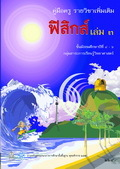 คู่มือครู รายวิชาเพิ่มเติม
ฟิสิกส์ เล่ม ๓
ชั้นมัธยมศึกษาปีที่ ๔ - ๖
กลุ่มสาระการเรียนรู้วิทยาศาสตร์